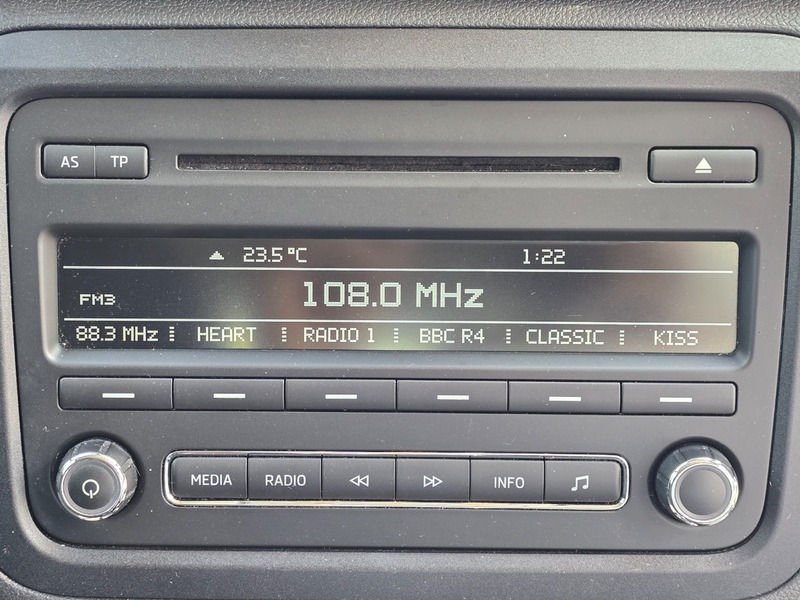 AS TP
23.5°C 1:22
FM3 108.0 MHz
88.3 MHz HEART RADIO 1 BBC R4 CLASSIC KISS
MEDIA RADIO INFO